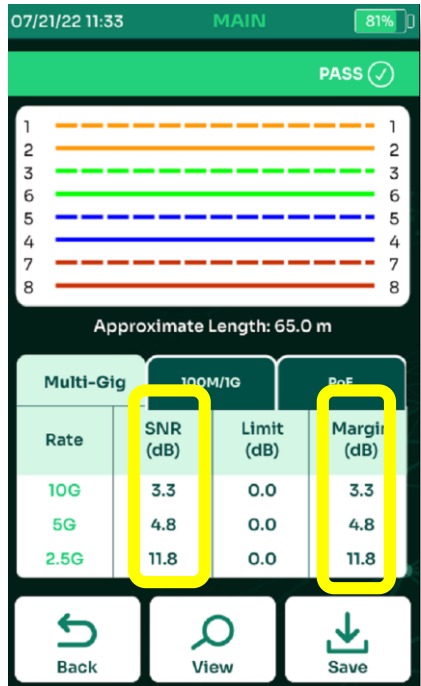 07/21/22 11:33 MAIN 81%
PASS
1 1
2 2
3 3
6 6
5 5
4 4
7 7
8 8
Approximate Length: 65.0 m
Multi-Gig 100M/1G PoE
Rate SNR (dB) Limit (dB) Margin (dB)
10G 3.3 0.0 3.3
5G 4.8 0.0 4.8
2.5G 11.8 0.0 11.8
Back View Save